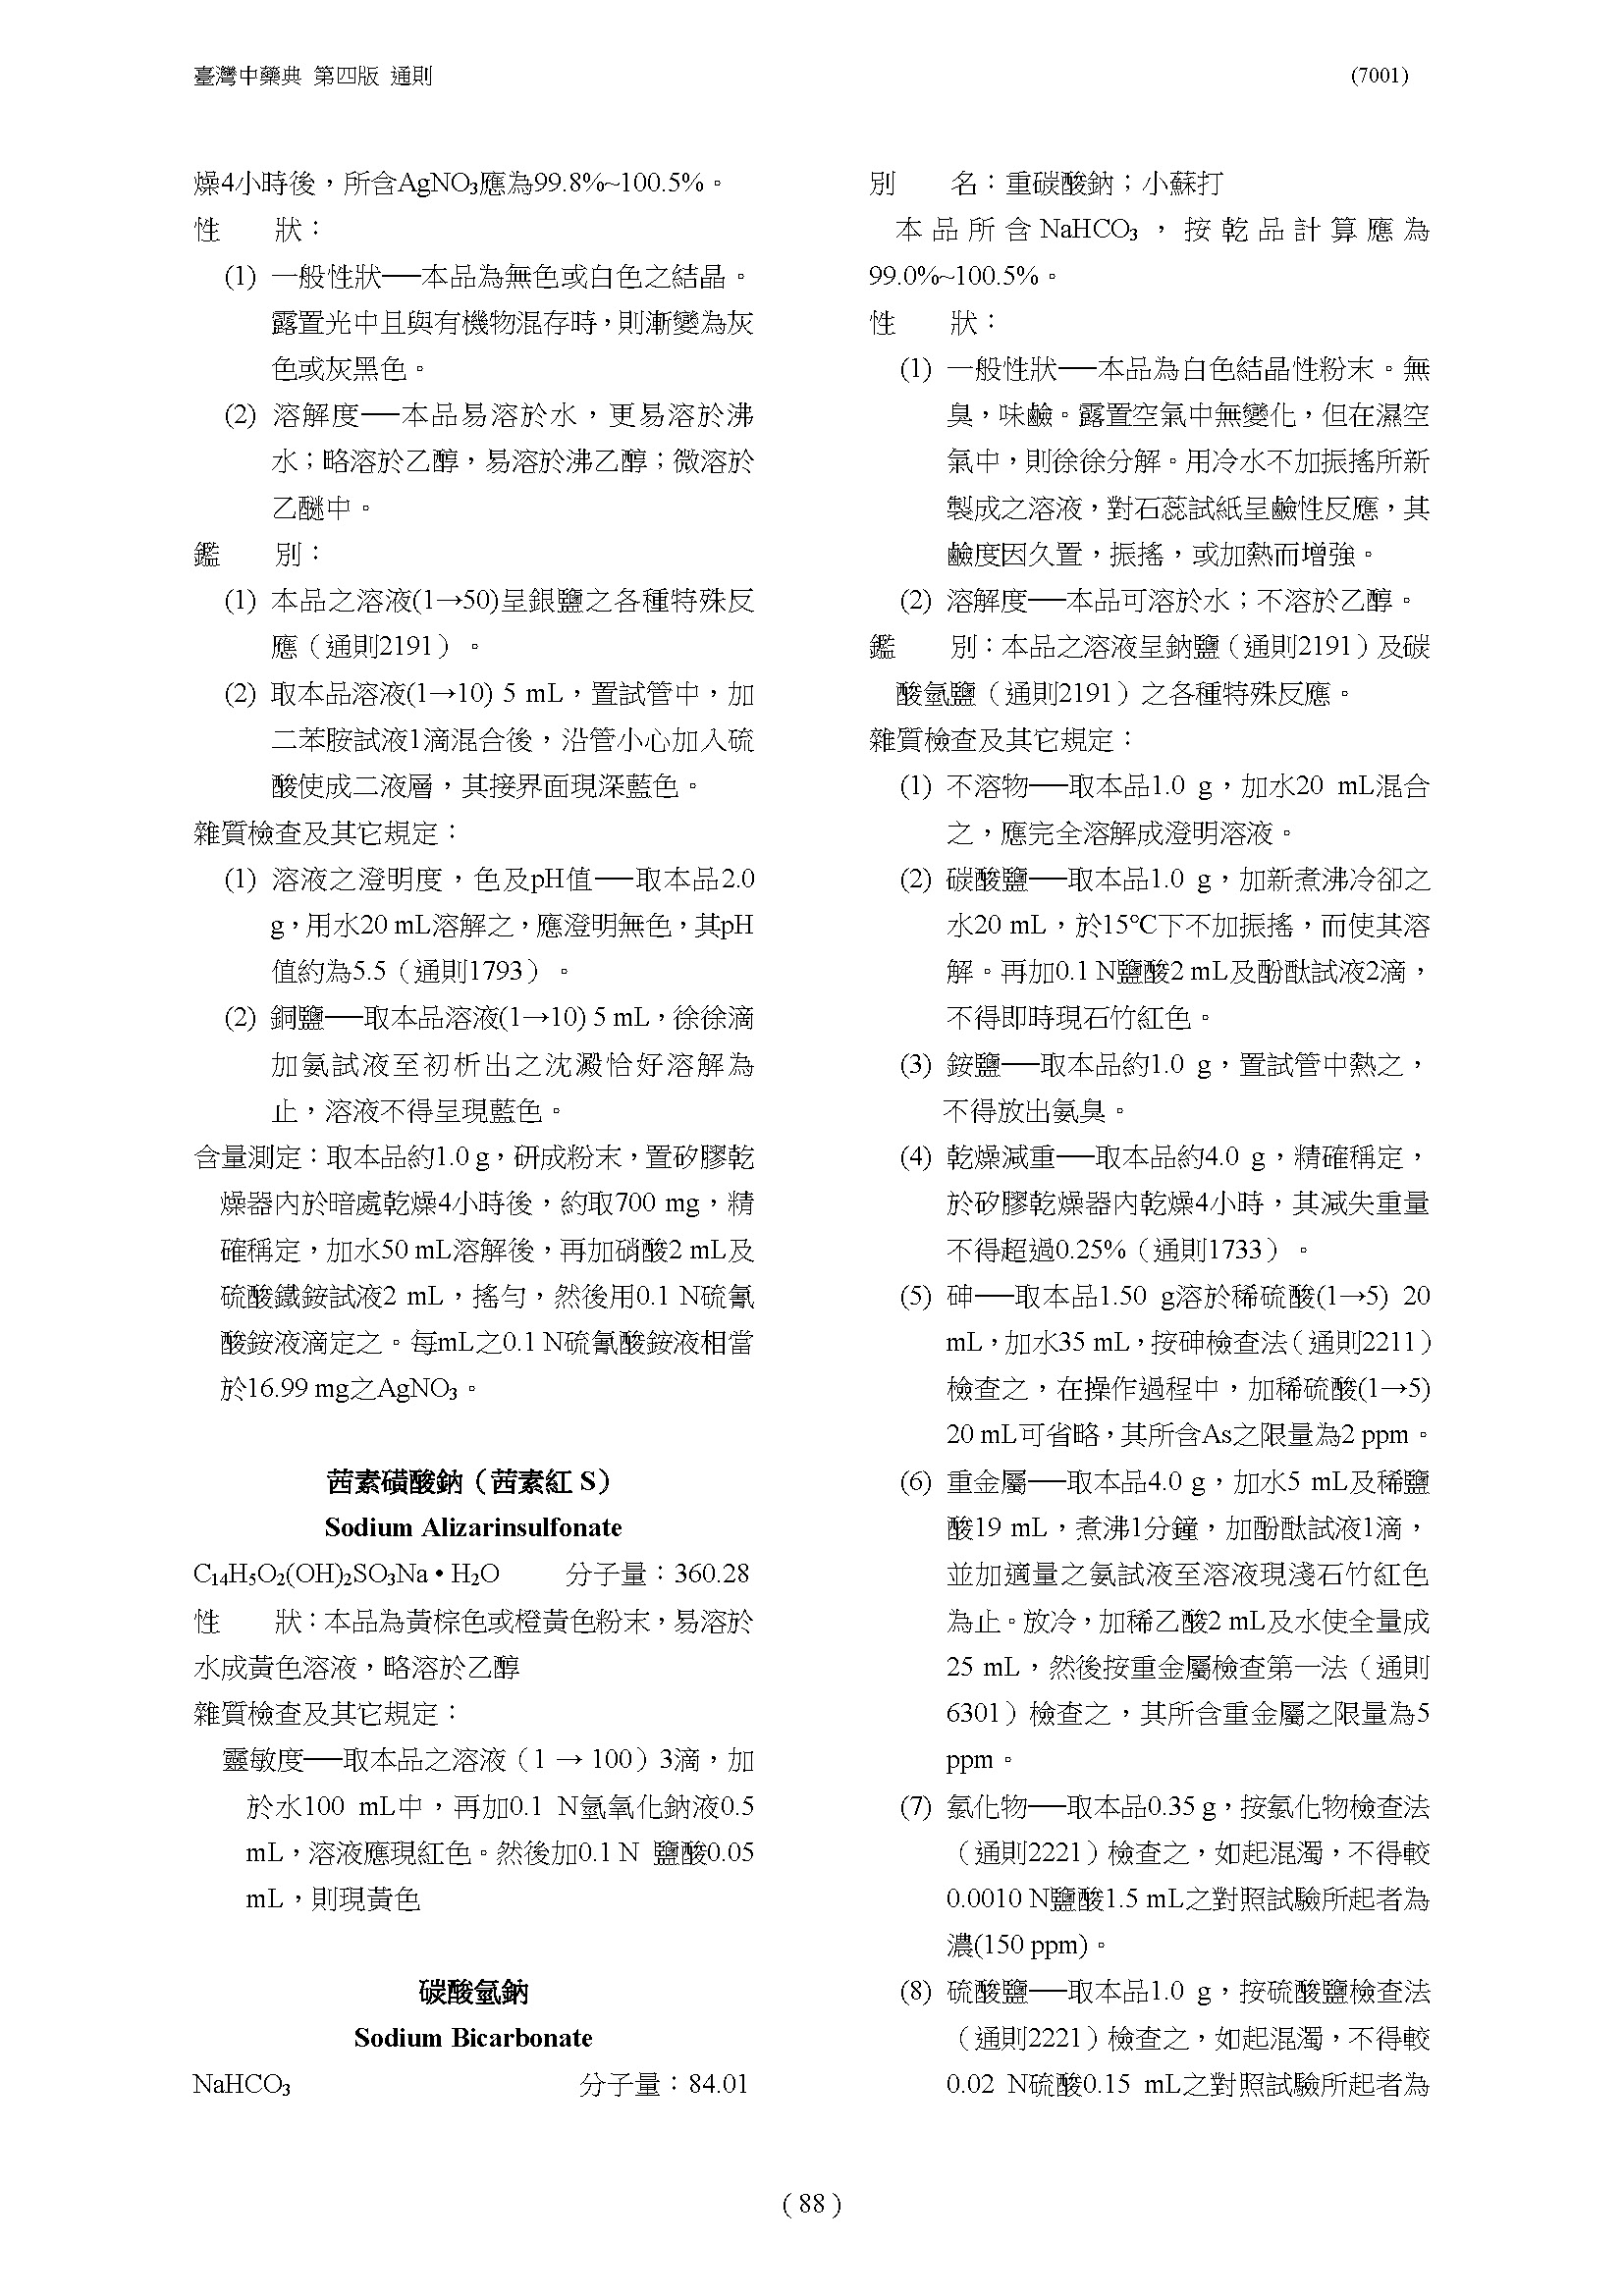 臺灣中藥典 第四版 通則 (7001)
燥4小時後，所含AgNO₃應為99.8%~100.5%。
性 狀：
(1) 一般性狀──本品為無色或白色之結晶。
露置光中且與有機物混存時，則漸變為灰
色或灰黑色。
(2) 溶解度──本品易溶於水，更易溶於沸
水；略溶於乙醇，易溶於沸乙醇；微溶於
乙醚中。
鑑 別：
(1) 本品之溶液(1→50)呈銀鹽之各種特殊反
應（通則2191）。
(2) 取本品溶液(1→10) 5 mL，置試管中，加
二苯胺試液1滴混合後，沿管小心加入硫
酸使成二液層，其接界面現深藍色。
雜質檢查及其它規定：
(1) 溶液之澄明度，色及pH值──取本品2.0
g，用水20 mL溶解之，應澄明無色，其pH
值約為5.5（通則1793）。
(2) 銅鹽──取本品溶液(1→10) 5 mL，徐徐滴
加氨試液至初析出之沈澱恰好溶解為
止，溶液不得呈現藍色。
含量測定：取本品約1.0 g，研成粉末，置矽膠乾
燥器內於暗處乾燥4小時後，約取700 mg，精
確稱定，加水50 mL溶解後，再加硝酸2 mL及
硫酸鐵銨試液2 mL，搖勻，然後用0.1 N硫氰
酸銨液滴定之。每mL之0.1 N硫氰酸銨液相當
於16.99 mg之AgNO₃。
茜素磺酸鈉（茜素紅 S）
Sodium Alizarinsulfonate
C₁₄H₅O₂(OH)₂SO₃Na•H₂O 分子量：360.28
性 狀：本品為黃棕色或橙黃色粉末，易溶於
水成黃色溶液，略溶於乙醇
雜質檢查及其它規定：
靈敏度──取本品之溶液（1 → 100）3滴，加
於水100 mL中，再加0.1 N氫氧化鈉液0.5
mL，溶液應現紅色。然後加0.1 N 鹽酸0.05
mL，則現黃色
碳酸氫鈉
Sodium Bicarbonate
NaHCO₃ 分子量：84.01
別 名：重碳酸鈉；小蘇打
本品所含NaHCO₃，按乾品計算應為
99.0%~100.5%。
性 狀：
(1) 一般性狀──本品為白色結晶性粉末。無
臭，味鹼。露置空氣中無變化，但在濕空
氣中，則徐徐分解。用冷水不加振搖所新
製成之溶液，對石蕊試紙呈鹼性反應，其
鹼度因久置，振搖，或加熱而增強。
(2) 溶解度──本品可溶於水；不溶於乙醇。
鑑 別：本品之溶液呈鈉鹽（通則2191）及碳
酸氫鹽（通則2191）之各種特殊反應。
雜質檢查及其它規定：
(1) 不溶物──取本品1.0 g，加水20 mL混合
之，應完全溶解成澄明溶液。
(2) 碳酸鹽──取本品1.0 g，加新煮沸冷卻之
水20 mL，於15°C下不加振搖，而使其溶
解。再加0.1 N鹽酸2 mL及酚酞試液2滴，
不得即時現石竹紅色。
(3) 銨鹽──取本品約1.0 g，置試管中熱之，
不得放出氨臭。
(4) 乾燥減重──取本品約4.0 g，精確稱定，
於矽膠乾燥器內乾燥4小時，其減失重量
不得超過0.25%（通則1733）。
(5) 砷──取本品1.50 g溶於稀硫酸(1→5) 20
mL，加水35 mL，按砷檢查法（通則2211）
檢查之，在操作過程中，加稀硫酸(1→5)
20 mL可省略，其所含As之限量為2 ppm。
(6) 重金屬──取本品4.0 g，加水5 mL及稀鹽
酸19 mL，煮沸1分鐘，加酚酞試液1滴，
並加適量之氨試液至溶液現淺石竹紅色
為止。放冷，加稀乙酸2 mL及水使全量成
25 mL，然後按重金屬檢查第一法（通則
6301）檢查之，其所含重金屬之限量為5
ppm。
(7) 氯化物──取本品0.35 g，按氯化物檢查法
（通則2221）檢查之，如起混濁，不得較
0.0010 N鹽酸1.5 mL之對照試驗所起者為
濃(150 ppm)。
(8) 硫酸鹽──取本品1.0 g，按硫酸鹽檢查法
（通則2221）檢查之，如起混濁，不得較
0.02 N硫酸0.15 mL之對照試驗所起者為
( 88 )